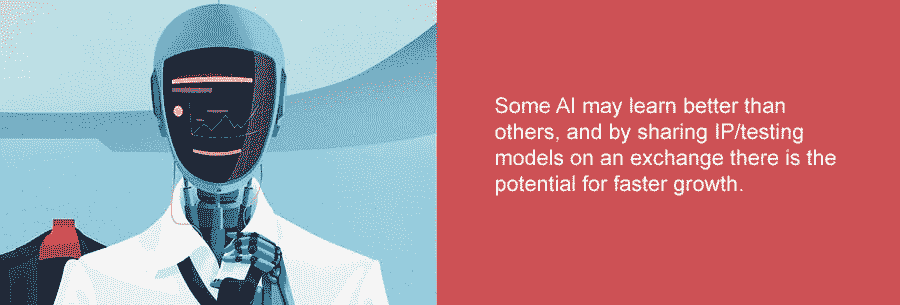 Some AI may learn better than
others, and by sharing IP/testing
models on an exchange there is the
potential for faster growth.